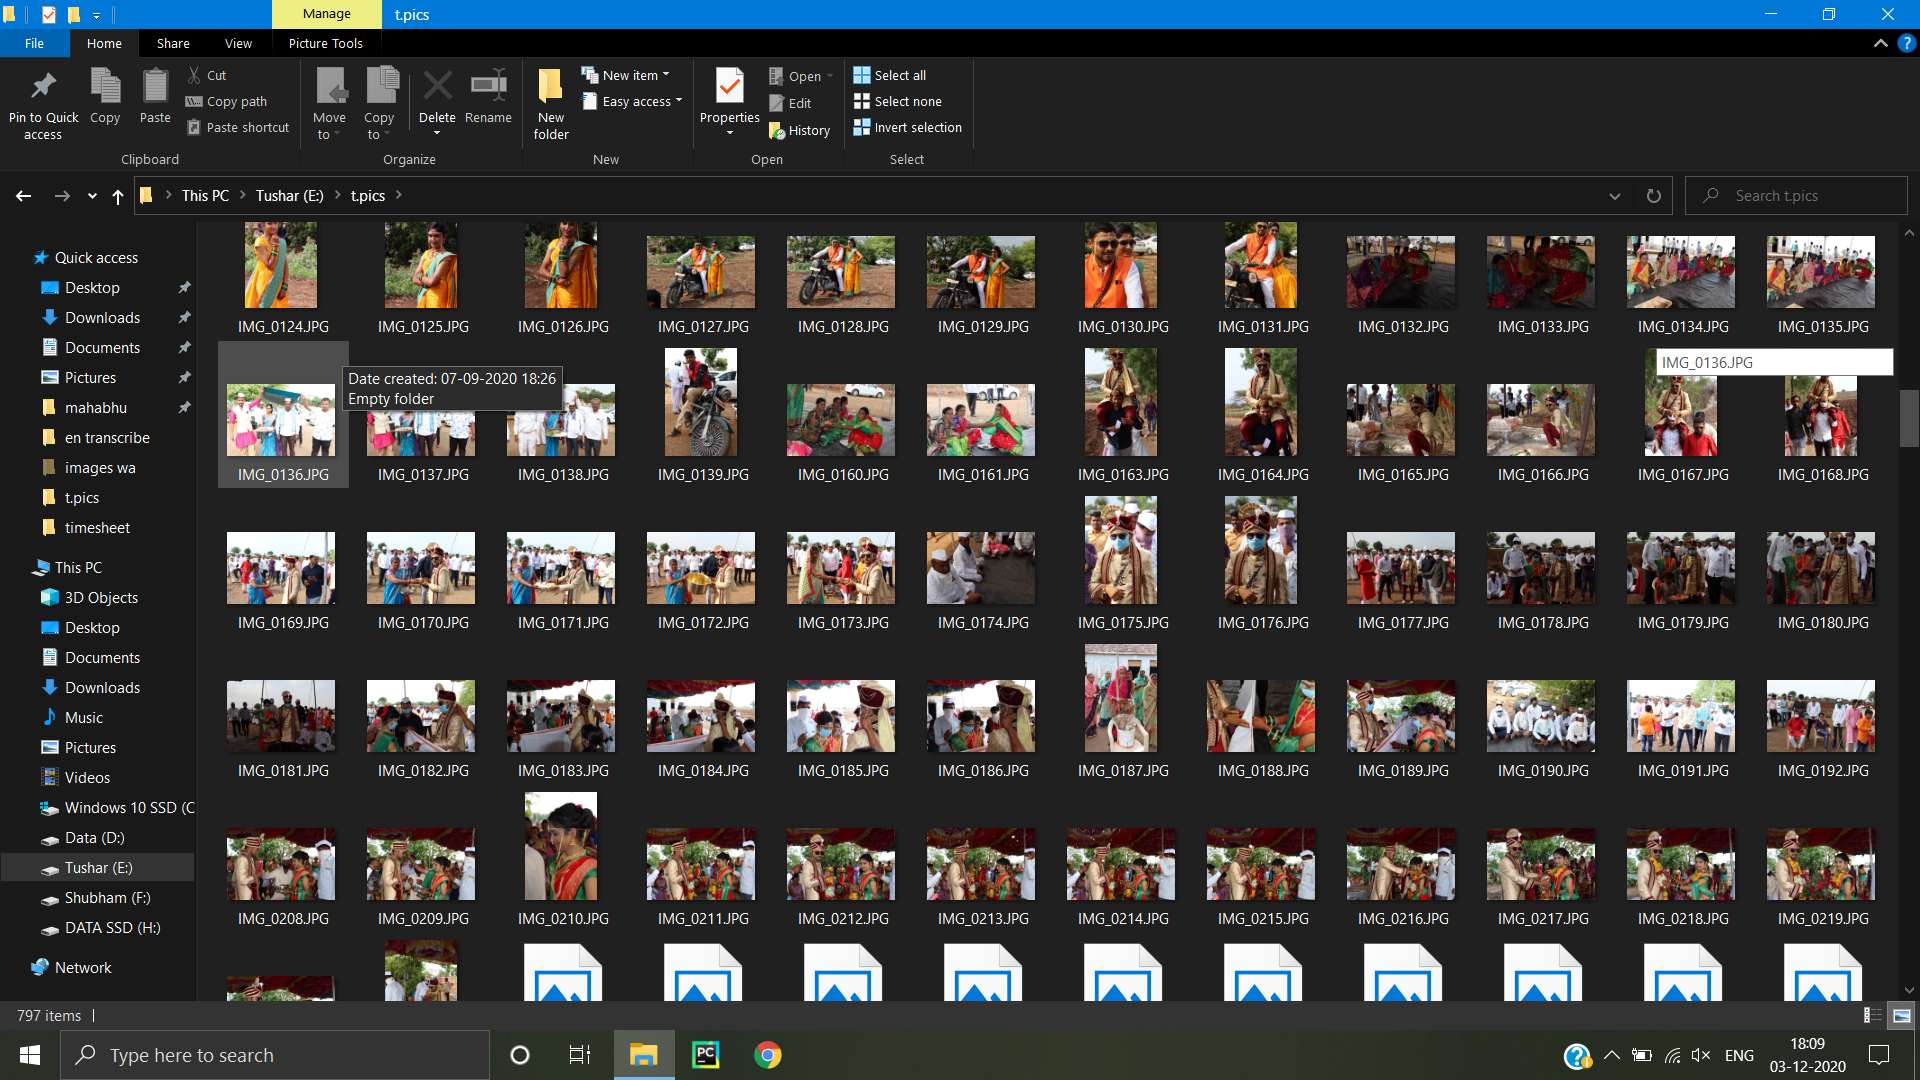 Manage
t.pics
File
Home
Share
View
Picture Tools
Pin to Quick access
Copy
Paste
Cut
Copy path
Paste shortcut
Clipboard
Move to
Copy to
Delete
Rename
Organize
New folder
New item
Easy access
New
Properties
Open
Edit
History
Open
Select all
Select none
Invert selection
Select
This PC
Tushar (E:)
t.pics
Search t.pics
Quick access
Desktop
Downloads
Documents
Pictures
mahabhu
en transcribe
images wa
t.pics
timesheet
This PC
3D Objects
Desktop
Documents
Downloads
Music
Pictures
Videos
Windows 10 SSD (C
Data (D:)
Tushar (E:)
Shubham (F:)
DATA SSD (H:)
Network
IMG_0124.JPG IMG_0125.JPG IMG_0126.JPG IMG_0127.JPG IMG_0128.JPG IMG_0129.JPG IMG_0130.JPG IMG_0131.JPG IMG_0132.JPG IMG_0133.JPG IMG_0134.JPG IMG_0135.JPG
Date created: 07-09-2020 18:26
Empty folder
IMG_0136.JPG
IMG_0136.JPG IMG_0137.JPG IMG_0138.JPG IMG_0139.JPG IMG_0160.JPG IMG_0161.JPG IMG_0163.JPG IMG_0164.JPG IMG_0165.JPG IMG_0166.JPG IMG_0167.JPG IMG_0168.JPG
IMG_0169.JPG IMG_0170.JPG IMG_0171.JPG IMG_0172.JPG IMG_0173.JPG IMG_0174.JPG IMG_0175.JPG IMG_0176.JPG IMG_0177.JPG IMG_0178.JPG IMG_0179.JPG IMG_0180.JPG
IMG_0181.JPG IMG_0182.JPG IMG_0183.JPG IMG_0184.JPG IMG_0185.JPG IMG_0186.JPG IMG_0187.JPG IMG_0188.JPG IMG_0189.JPG IMG_0190.JPG IMG_0191.JPG IMG_0192.JPG
IMG_0208.JPG IMG_0209.JPG IMG_0210.JPG IMG_0211.JPG IMG_0212.JPG IMG_0213.JPG IMG_0214.JPG IMG_0215.JPG IMG_0216.JPG IMG_0217.JPG IMG_0218.JPG IMG_0219.JPG
797 items
Type here to search
PC
ENG
18:09
03-12-2020